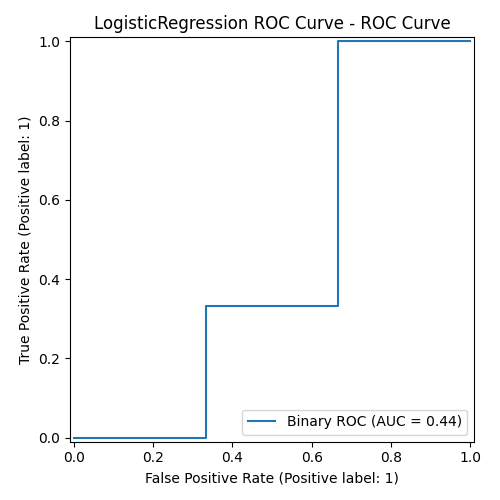 LogisticRegression ROC Curve - ROC Curve
1.0
0.8
0.6
0.4
0.2
0.0
True Positive Rate (Positive label: 1)
Binary ROC (AUC = 0.44)
0.0 0.2 0.4 0.6 0.8 1.0
False Positive Rate (Positive label: 1)